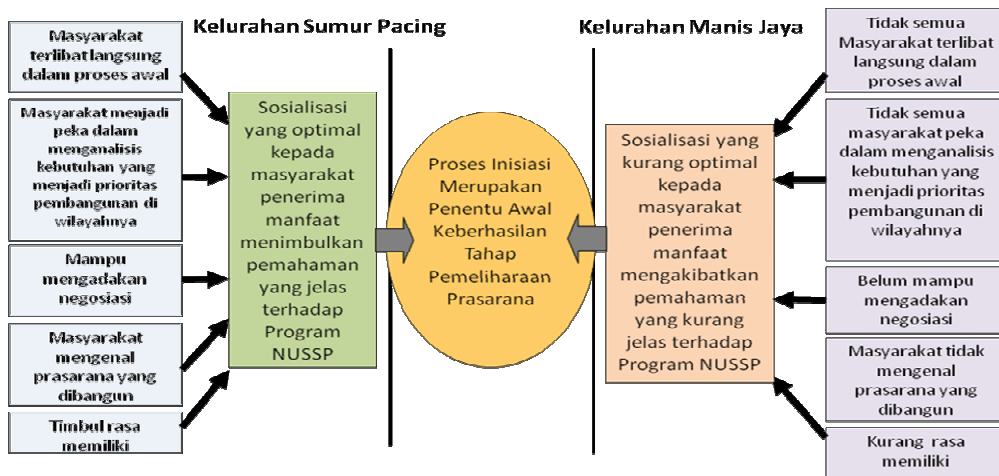 Kelurahan Sumur Pacing
Kelurahan Manis Jaya
Masyarakat
terlibat langsung
dalam proses awal
Masyarakat menjadi
peka dalam
menganalisis
kebutuhan yang
menjadi prioritas
pembangunan di
wilayahnya
Mampu
mengadakan
negosiasi
Masyarakat
mengenal
prasarana yang
dibangun
Timbul rasa
memiliki
Sosialisasi
yang optimal
kepada
masyarakat
penerima
manfaat
menimbulkan
pemahaman
yang jelas
terhadap
Program
NUSSP
Proses Inisiasi
Merupakan
Penentu Awal
Keberhasilan
Tahap
Pemeliharaan
Prasarana
Sosialisasi yang
kurang optimal
kepada
masyarakat
penerima
manfaat
mengakibatkan
pemahaman
yang kurang
jelas terhadap
Program NUSSP
Tidak semua
Masyarakat terlibat
langsung dalam
proses awal
Tidak semua
masyarakat peka
dalam menganalisis
kebutuhan yang
menjadi prioritas
pembangunan di
wilayahnya
Belum mampu
mengadakan
negosiasi
Masyarakat tidak
mengenal
prasarana yang
dibangun
Kurang rasa
memiliki